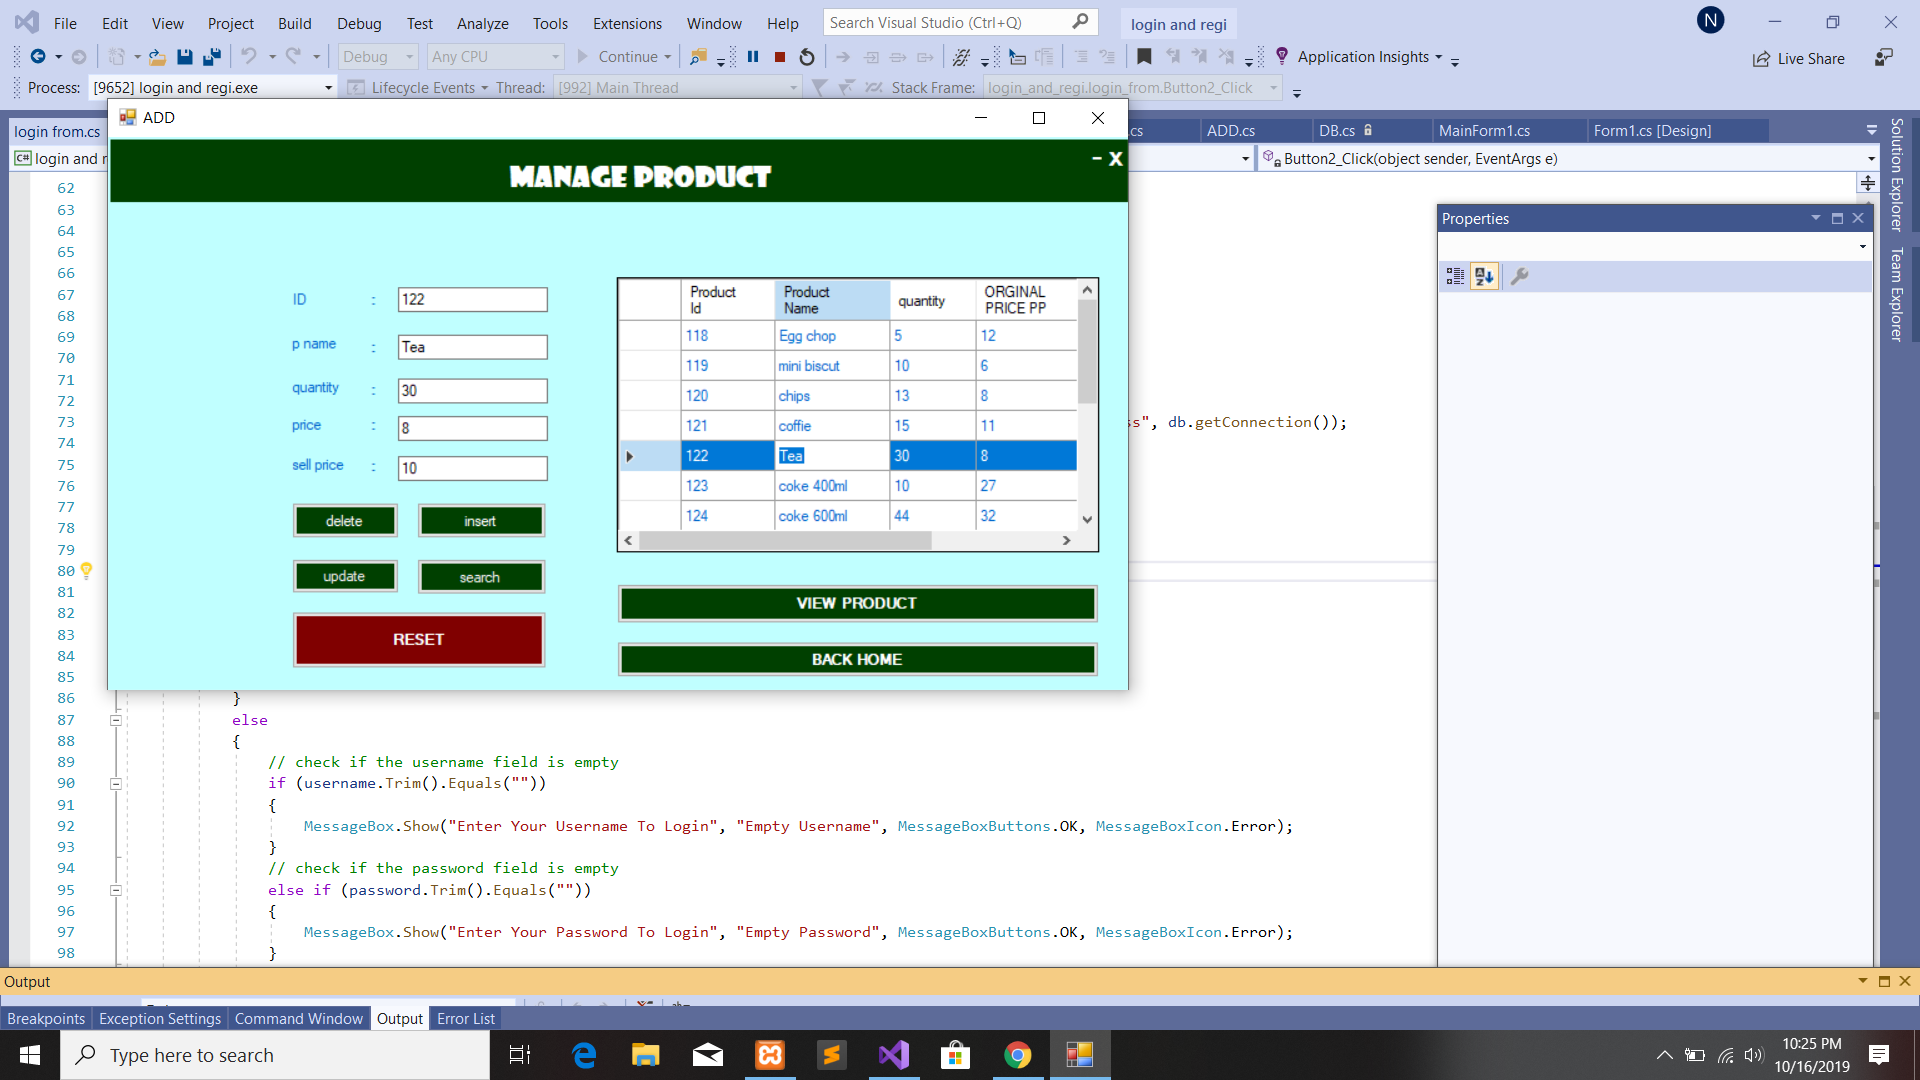 File Edit View Project Build Debug Test Analyze Tools Extensions Window Help Search Visual Studio (Ctrl+Q) login and regi N
Debug Any CPU Continue Application Insights Live Share
Process: [9652] login and regi.exe Lifecycle Events Thread: [992] Main Thread Stack Frame: login_and_regi.login_from.Button2_Click
ADD
login from.cs .cs ADD.cs DB.cs MainForm1.cs Form1.cs [Design]
C# login and r Button2_Click(object sender, EventArgs e)
Solution Explorer
Team Explorer
Properties
MANAGE PRODUCT
- X
ID : 122
p name : Tea
quantity : 30
price : 8
sell price : 10
delete insert
update search
RESET
Product Id Product Name quantity ORGINAL PRICE PP
118 Egg chop 5 12
119 mini biscut 10 6
120 chips 13 8
121 coffie 15 11
122 Tea 30 8
123 coke 400ml 10 27
124 coke 600ml 44 32
VIEW PRODUCT
BACK HOME
62
63
64
65
66
67
68
69
70
71
72
73 ss", db.getConnection());
74
75
76
77
78
79
80
81
82
83
84
85
86 }
87 else
88 {
89 // check if the username field is empty
90 if (username.Trim().Equals(""))
91 {
92 MessageBox.Show("Enter Your Username To Login", "Empty Username", MessageBoxButtons.OK, MessageBoxIcon.Error);
93 }
94 // check if the password field is empty
95 else if (password.Trim().Equals(""))
96 {
97 MessageBox.Show("Enter Your Password To Login", "Empty Password", MessageBoxButtons.OK, MessageBoxIcon.Error);
98 }
Output
Breakpoints Exception Settings Command Window Output Error List
Type here to search
10:25 PM
10/16/2019